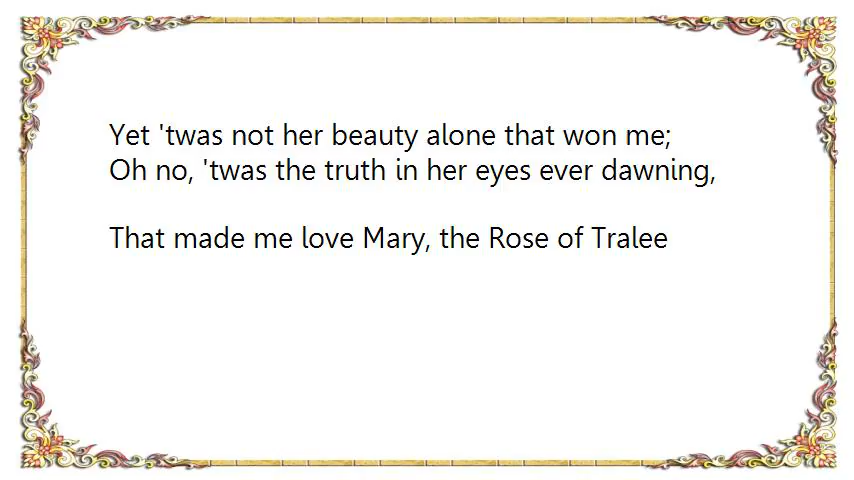 Yet 'twas not her beauty alone that won me;
Oh no, 'twas the truth in her eyes ever dawning,
That made me love Mary, the Rose of Tralee